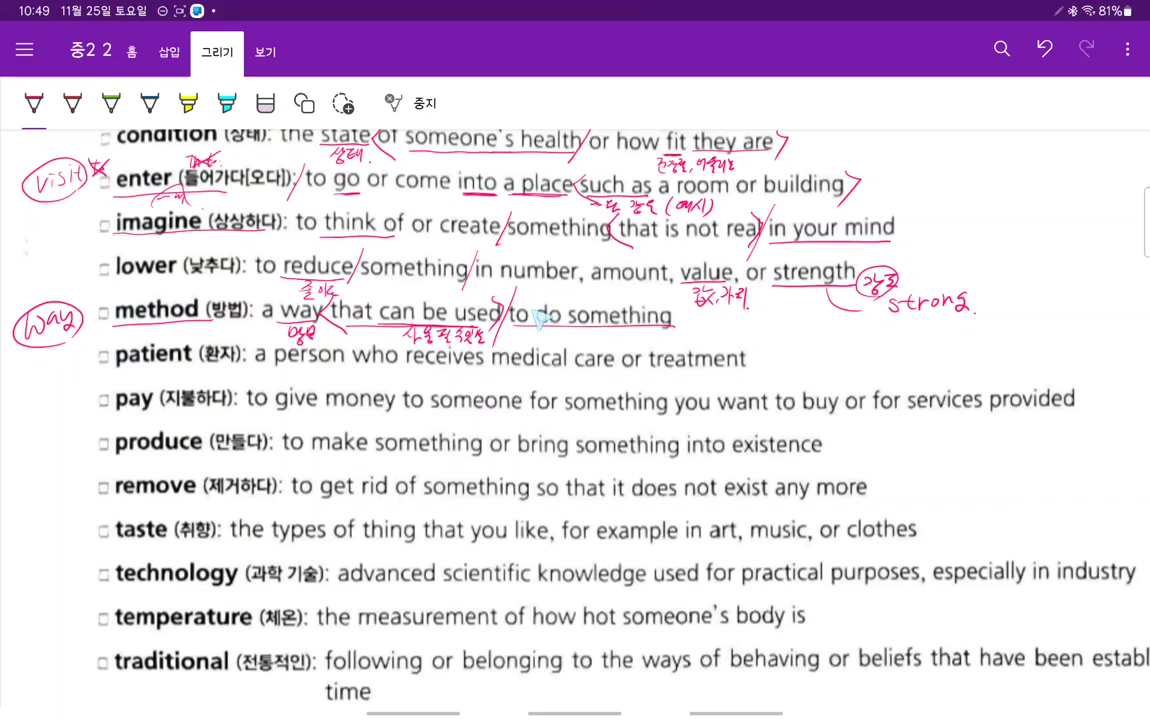 10:49 11월 25일 토요일 81%
중2 2 홈 삽입 그리기 보기
중지
condition (상태): the state of someone's health or how fit they are
상태. 건강한, 어울리는
visit enter (들어가다[오다]): to go or come into a place such as a room or building
와 같은 (예시)
imagine (상상하다): to think of or create something that is not real in your mind
lower (낮추다): to reduce something in number, amount, value, or strength 강조
줄이다 값, 가치. strong.
way method (방법): a way that can be used to do something
방법 사용될 수 있는
patient (환자): a person who receives medical care or treatment
pay (지불하다): to give money to someone for something you want to buy or for services provided
produce (만들다): to make something or bring something into existence
remove (제거하다): to get rid of something so that it does not exist any more
taste (취향): the types of thing that you like, for example in art, music, or clothes
technology (과학 기술): advanced scientific knowledge used for practical purposes, especially in industry
temperature (체온): the measurement of how hot someone's body is
traditional (전통적인): following or belonging to the ways of behaving or beliefs that have been establ
time